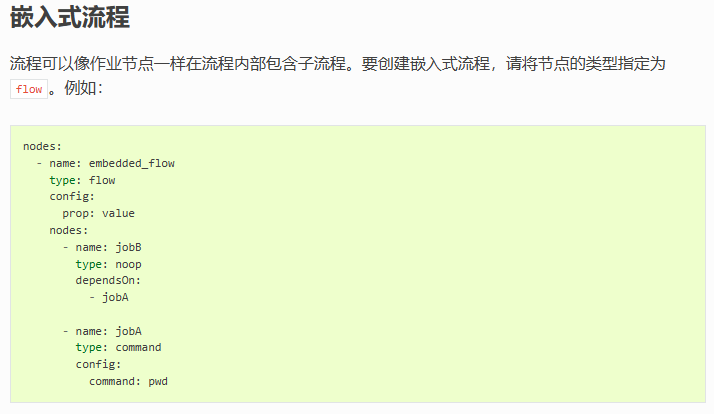 嵌入式流程
流程可以像作业节点一样在流程内部包含子流程。要创建嵌入式流程，请将节点的类型指定为
flow 。例如：
nodes:
  - name: embedded_flow
    type: flow
    config:
      prop: value
    nodes:
      - name: jobB
        type: noop
        dependsOn:
          - jobA

      - name: jobA
        type: command
        config:
          command: pwd